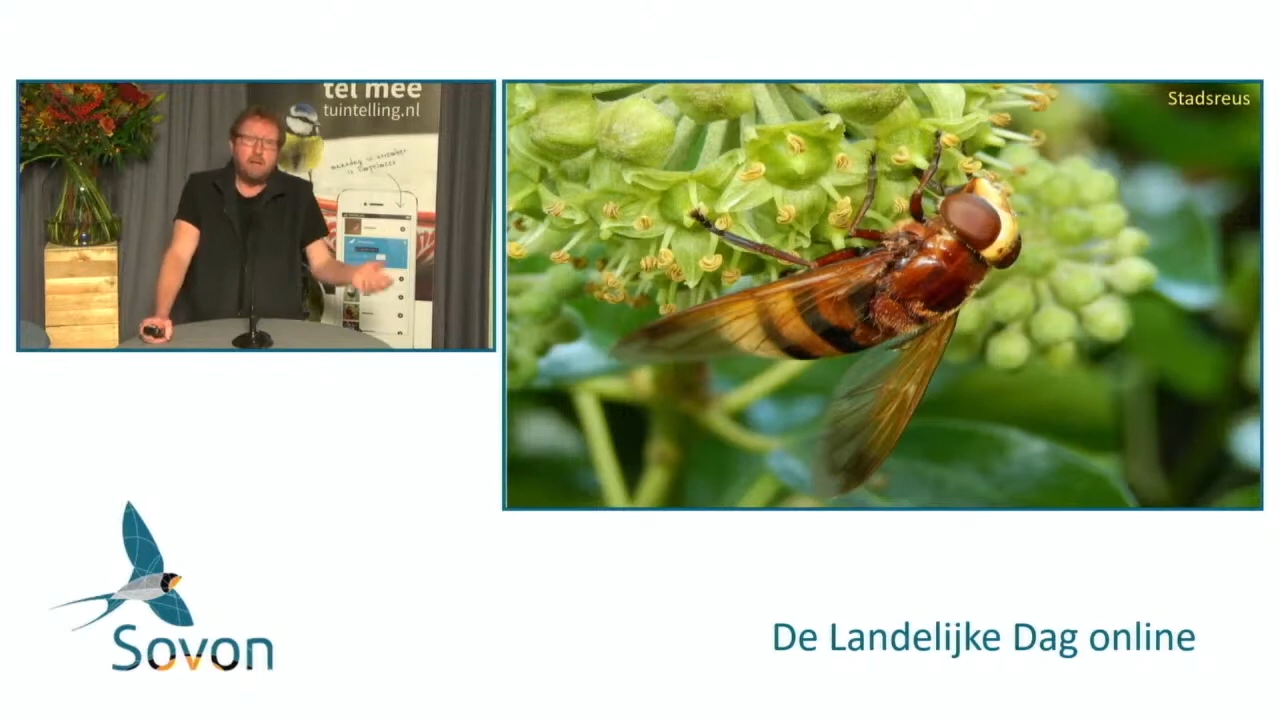 tel mee
tuintelling.nl
Stadsreus
Sovon
De Landelijke Dag online